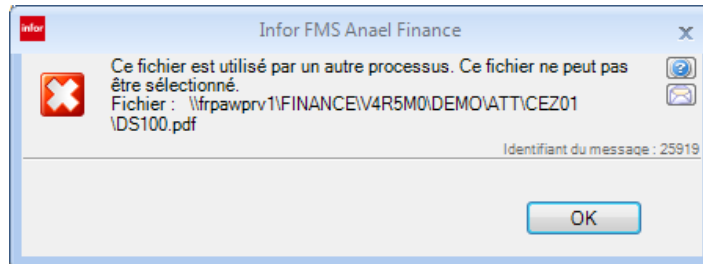 infor
Infor FMS Anael Finance
x
Ce fichier est utilisé par un autre processus. Ce fichier ne peut pas
être sélectionné.
Fichier : \\frpawprv1\FINANCE\V4R5M0\DEMO\ATT\CEZ01
\DS100.pdf
Identifiant du message : 25919
OK